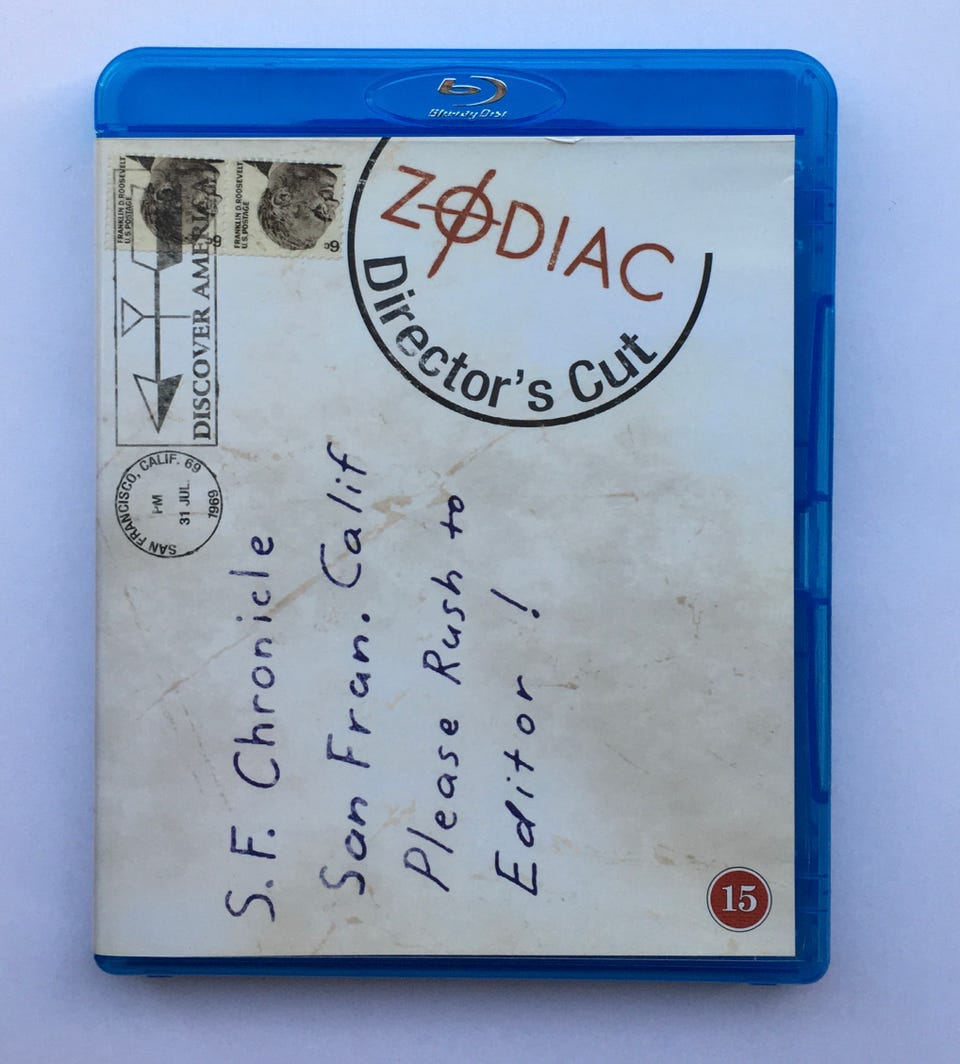 Blu-ray Disc
ZODIAC
Director's Cut
FRANKLIN D. ROOSEVELT
U.S. POSTAGE
6¢
FRANKLIN D. ROOSEVELT
U.S. POSTAGE
6¢
DISCOVER AMERICA
SAN FRANCISCO, CALIF. 69
PM
31 JUL.
1969
S.F. Chronicle
San Fran. Calif
Please Rush to
Editor!
15